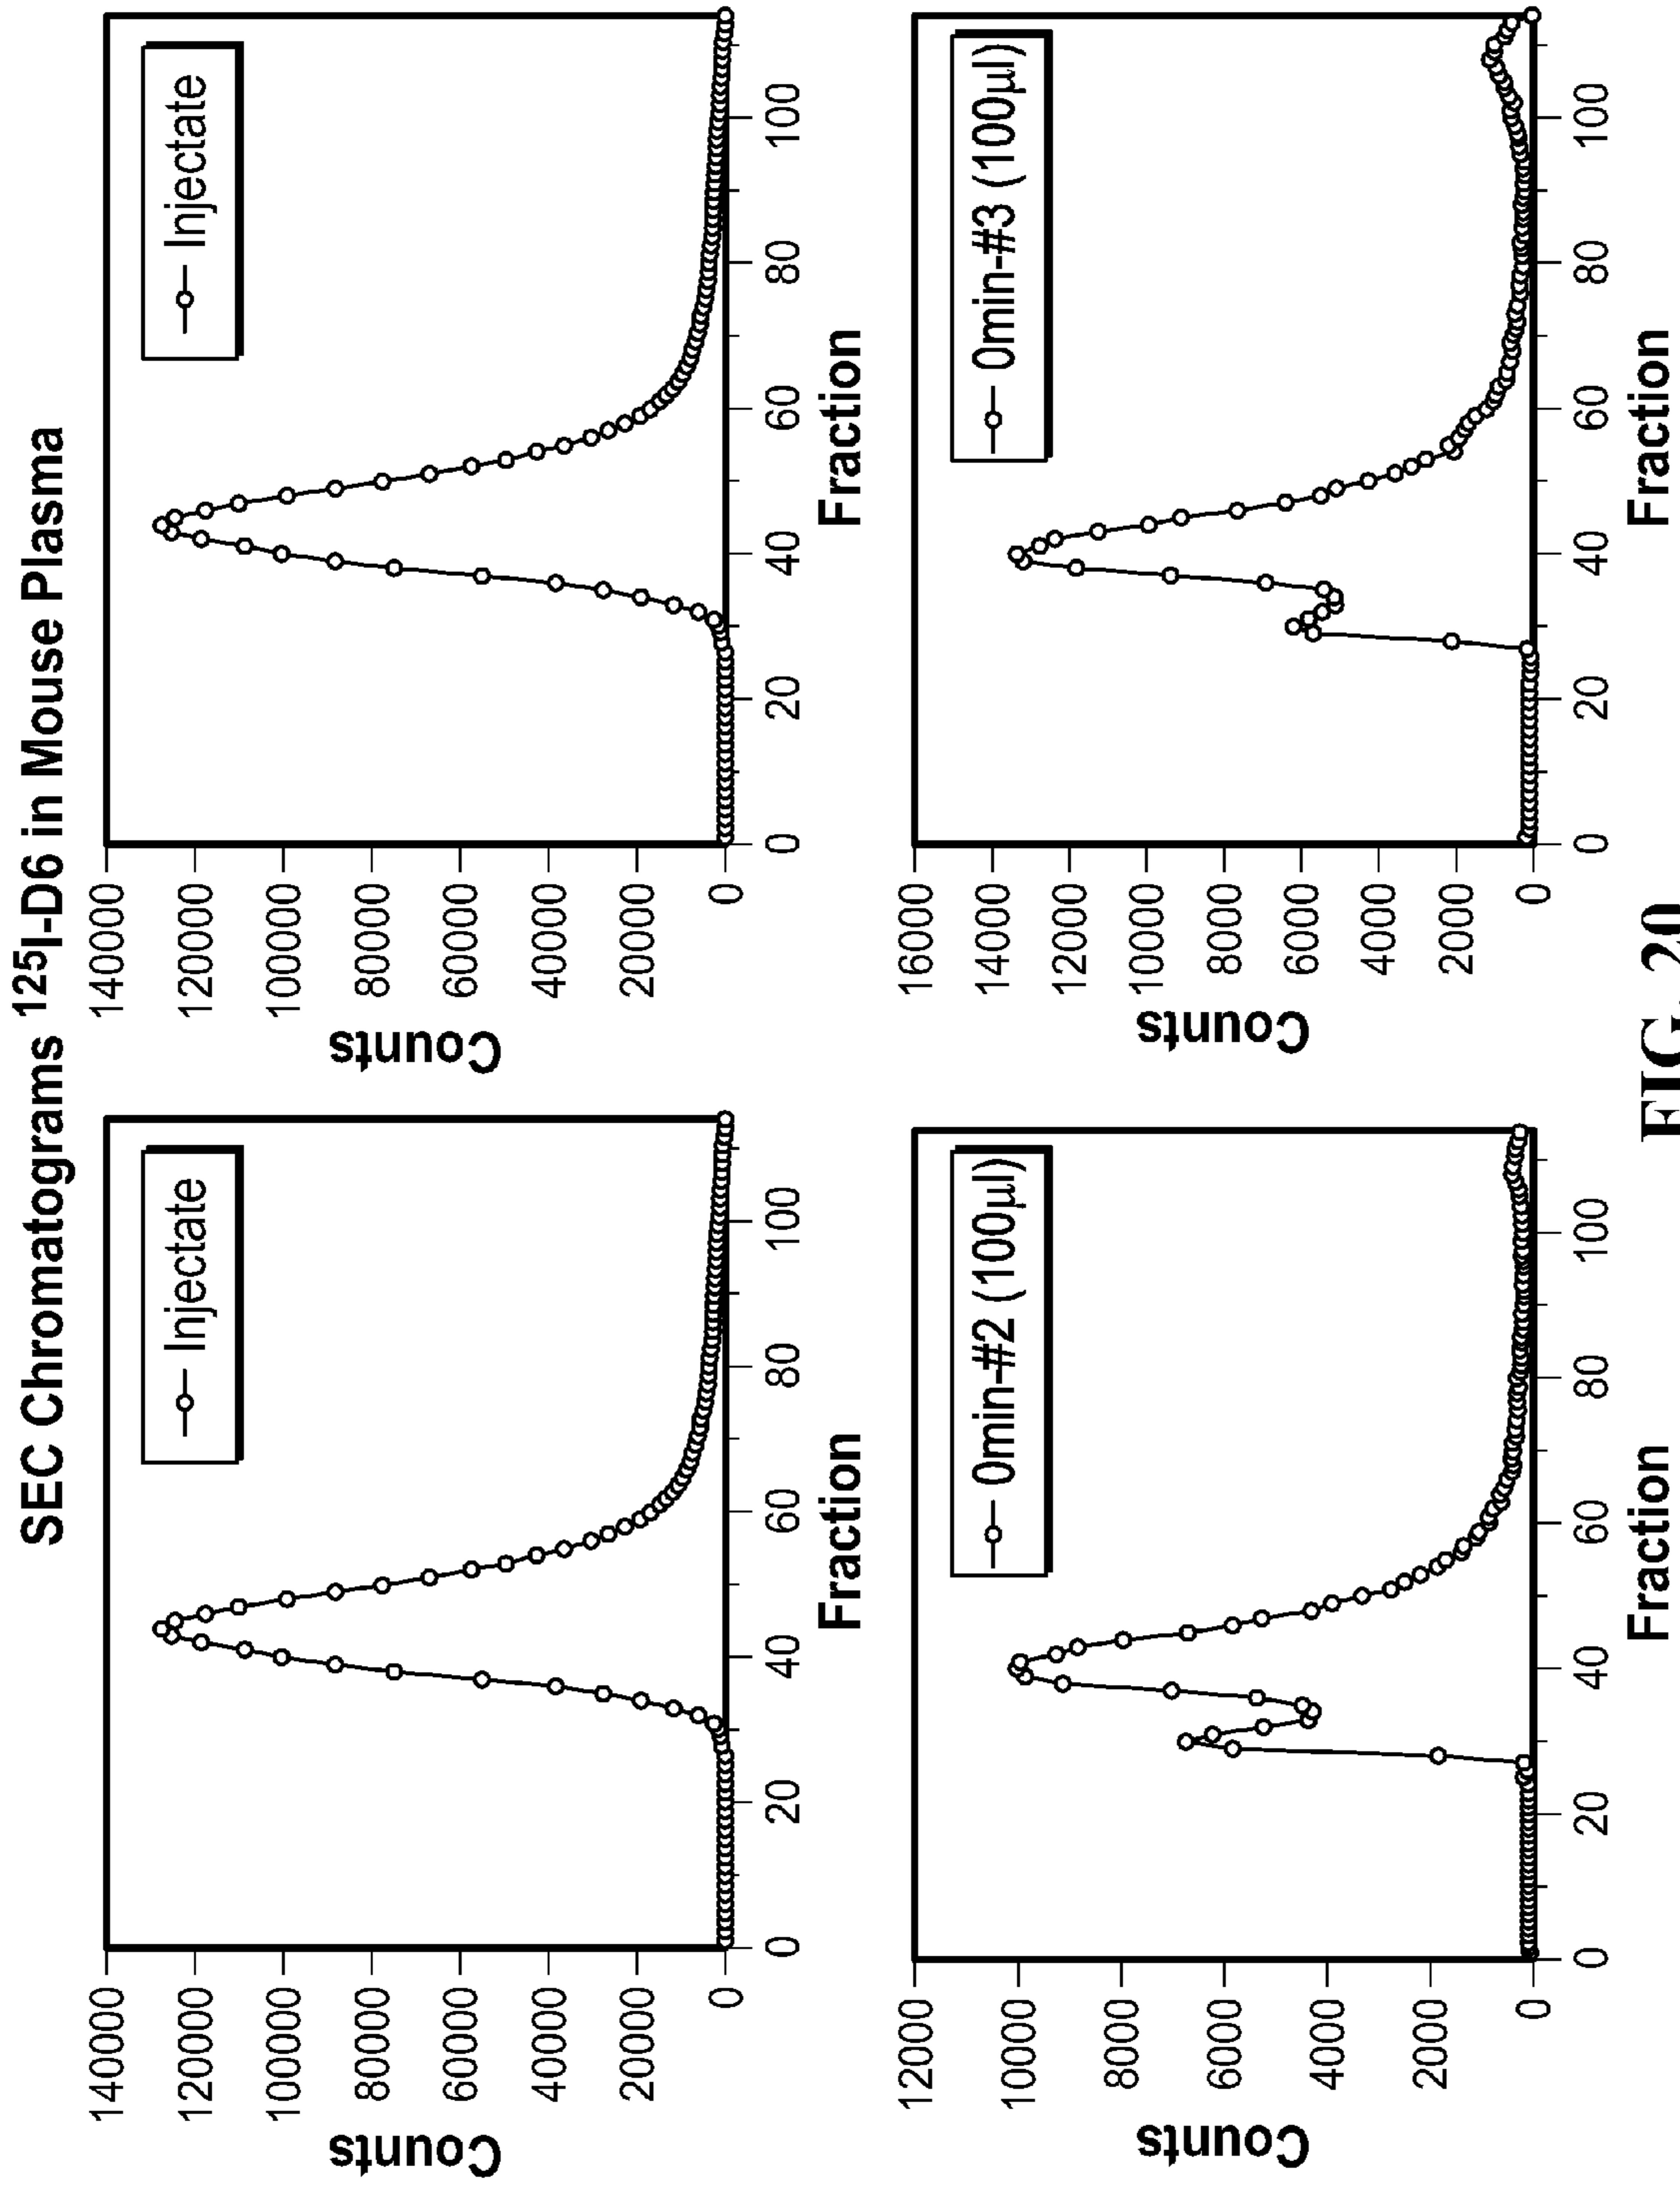 SEC Chromatograms ¹²⁵I-D6 in Mouse Plasma
140000
120000
100000
80000
60000
40000
20000
0
Counts
Injectate
0 20 40 60 80 100
Fraction
140000
120000
100000
80000
60000
40000
20000
0
Counts
Injectate
0 20 40 60 80 100
Fraction
12000
10000
8000
6000
4000
2000
0
Counts
0min-#2 (100µl)
0 20 40 60 80 100
Fraction
16000
14000
12000
10000
8000
6000
4000
2000
0
Counts
0min-#3 (100µl)
0 20 40 60 80 100
Fraction
FIG. 20